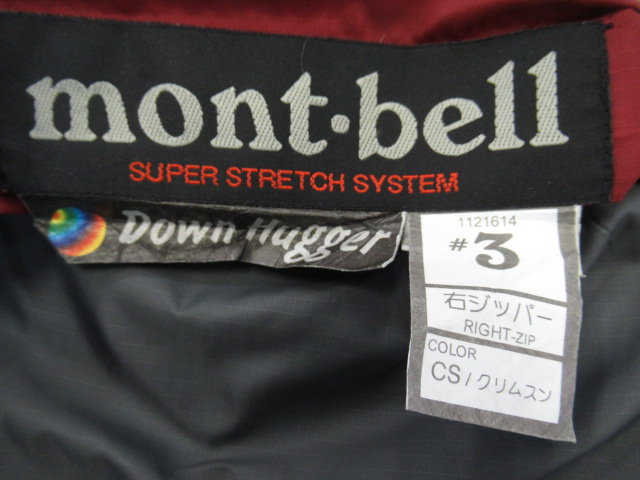 mont-bell
SUPER STRETCH SYSTEM
Down Hugger
1121614
#3
右ジッパー
RIGHT-ZIP
COLOR
CS/クリムスン